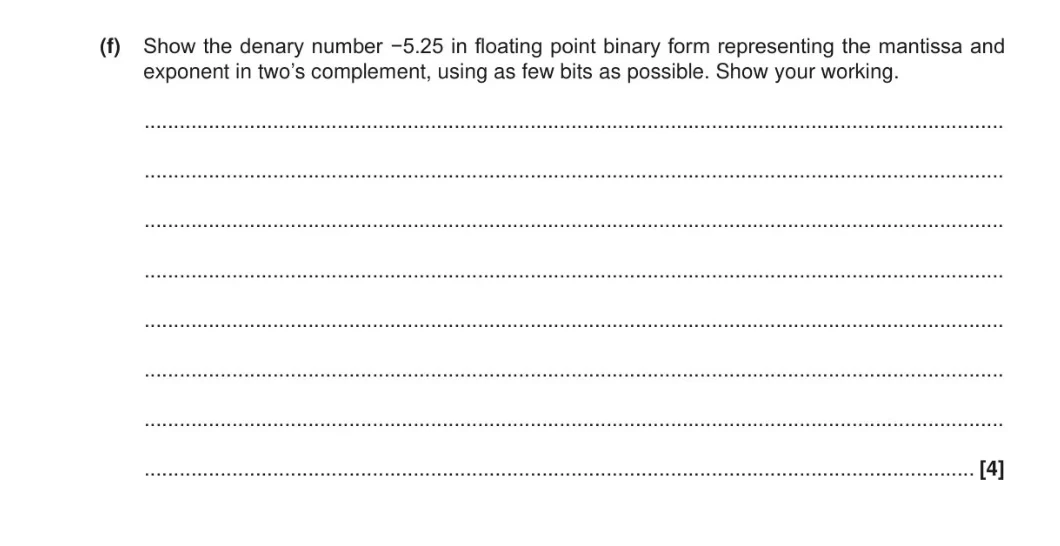 (f) Show the denary number −5.25 in floating point binary form representing the mantissa and
exponent in two's complement, using as few bits as possible. Show your working.
[4]